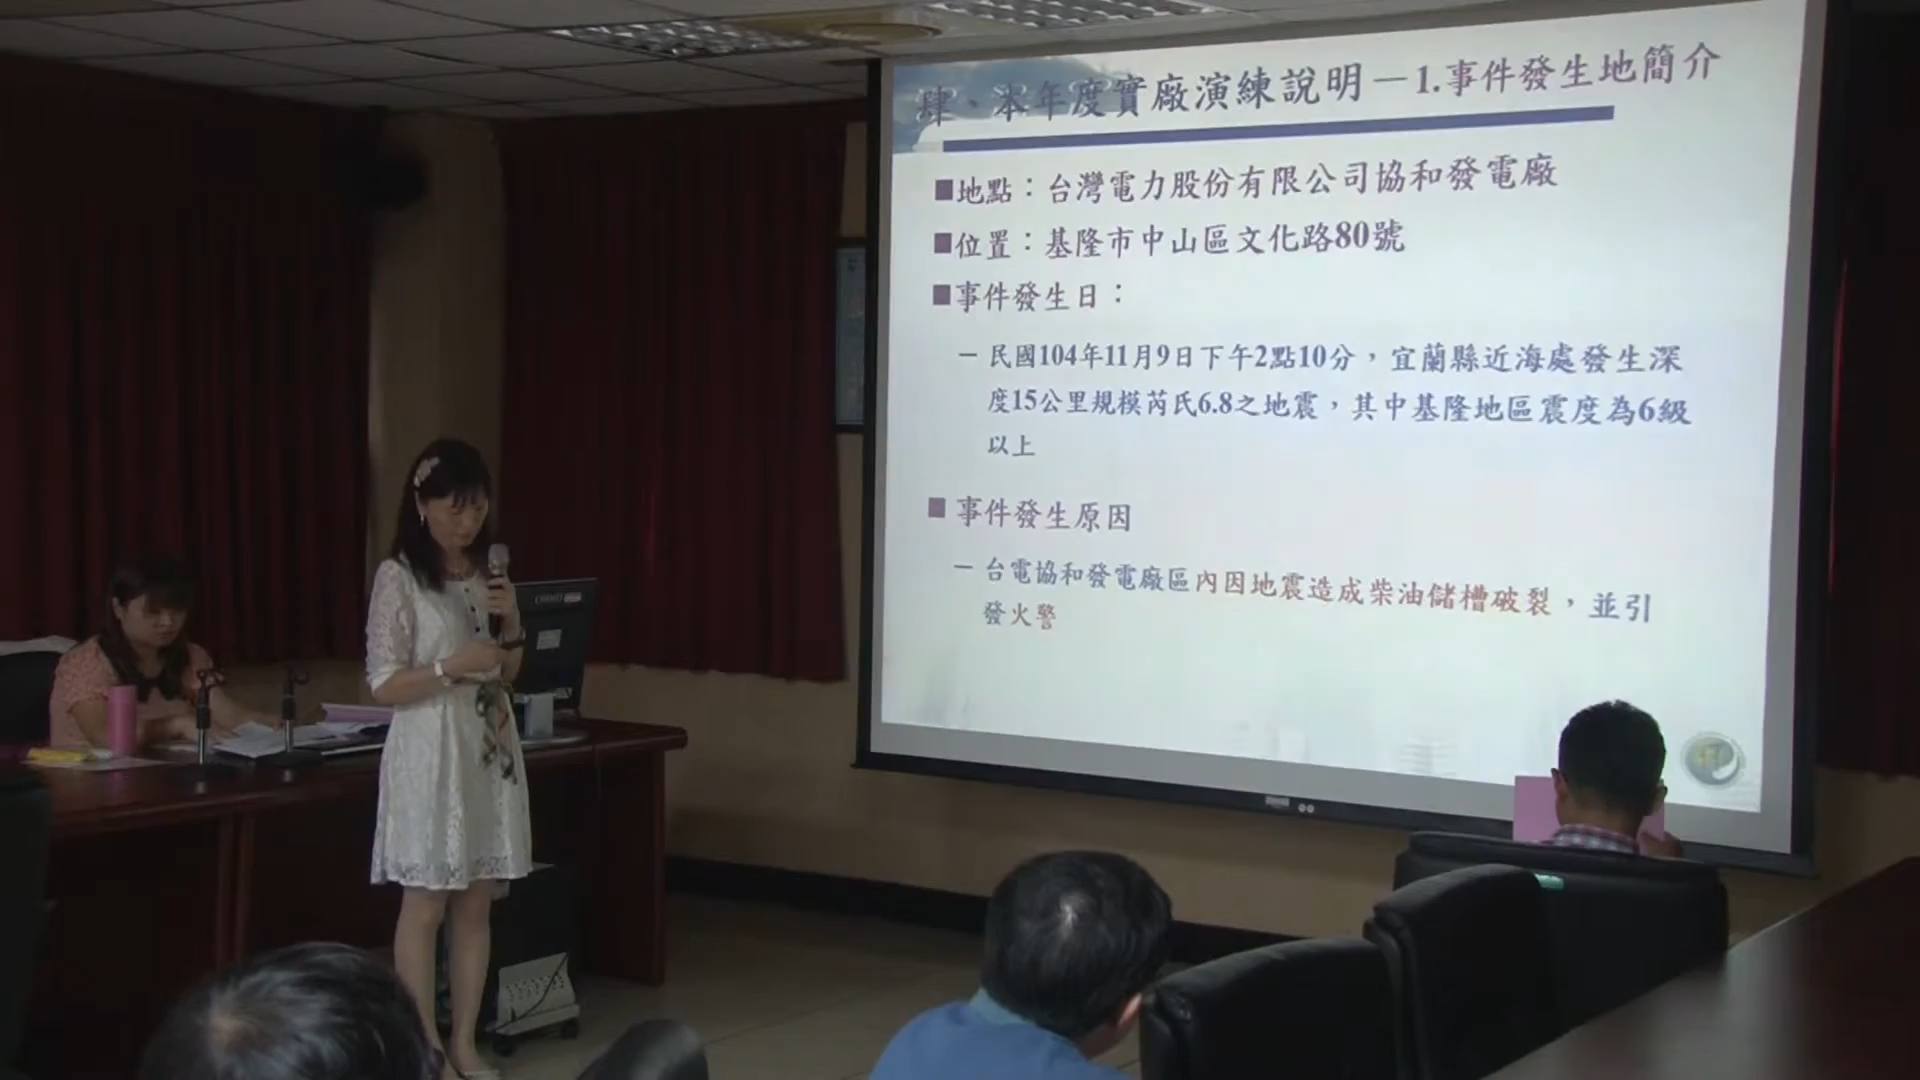 肆、本年度實廠演練說明－1.事件發生地簡介
■地點：台灣電力股份有限公司協和發電廠
■位置：基隆市中山區文化路80號
■事件發生日：
－ 民國104年11月9日下午2點10分，宜蘭縣近海處發生深
度15公里規模芮氏6.8之地震，其中基隆地區震度為6級
以上
■ 事件發生原因
－ 台電協和發電廠區內因地震造成柴油儲槽破裂，並引
發火警